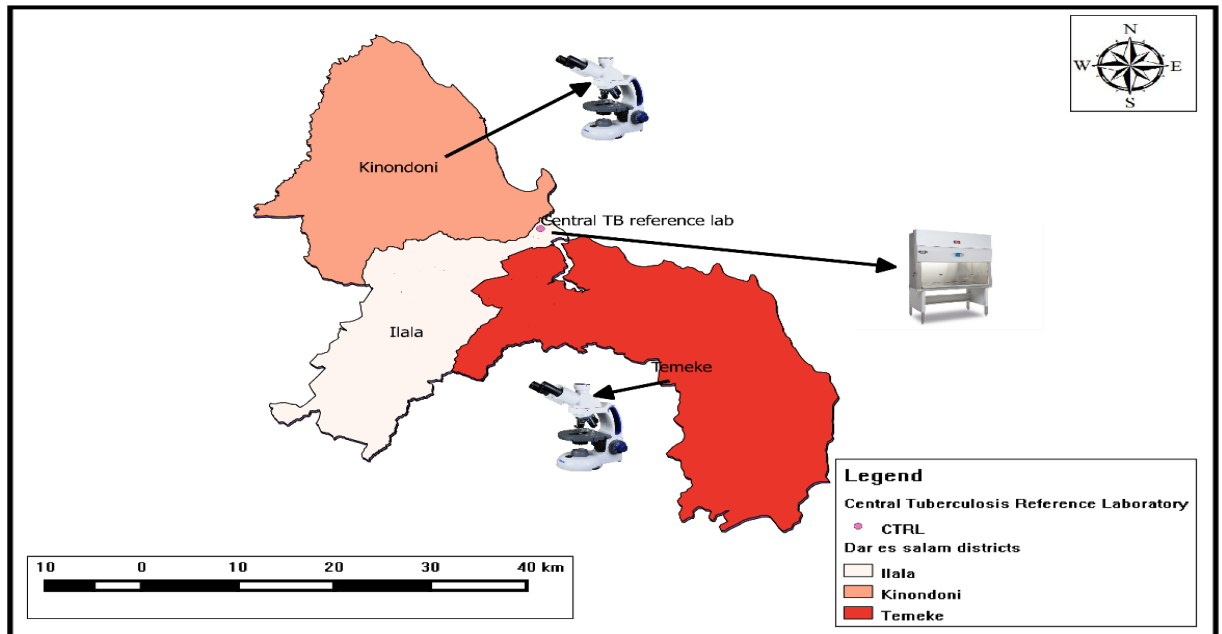 N
W E
S
Kinondoni
Central TB reference lab
Ilala
Temeke
Legend
Central Tuberculosis Reference Laboratory
CTRL
Dar es salam districts
Ilala
Kinondoni
Temeke
10 0 10 20 30 40 km